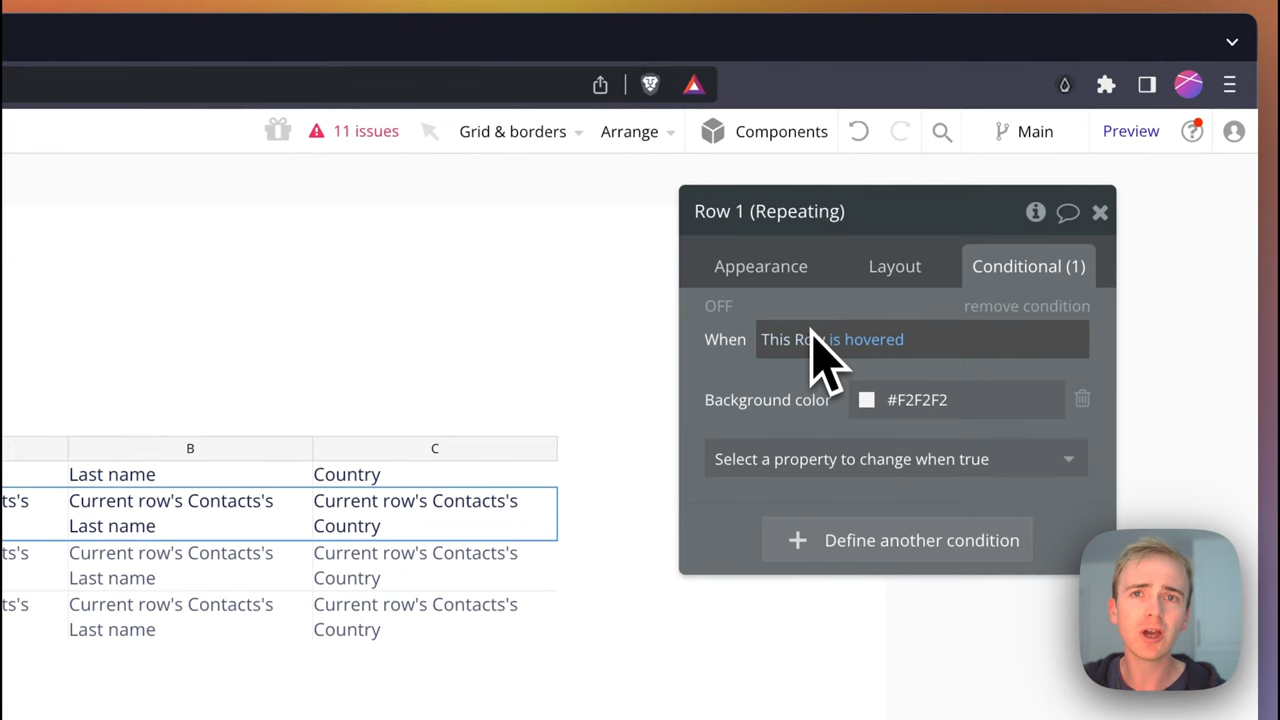 11 issues
Grid & borders
Arrange
Components
Main
Preview
Row 1 (Repeating)
Appearance
Layout
Conditional (1)
OFF
remove condition
When
This Row is hovered
Background color
#F2F2F2
Select a property to change when true
Define another condition
B
C
Last name
Country
ts's
Current row's Contacts's
Last name
Current row's Contacts's
Country
Current row's Contacts's
Last name
Current row's Contacts's
Country
ts's
Current row's Contacts's
Last name
Current row's Contacts's
Country